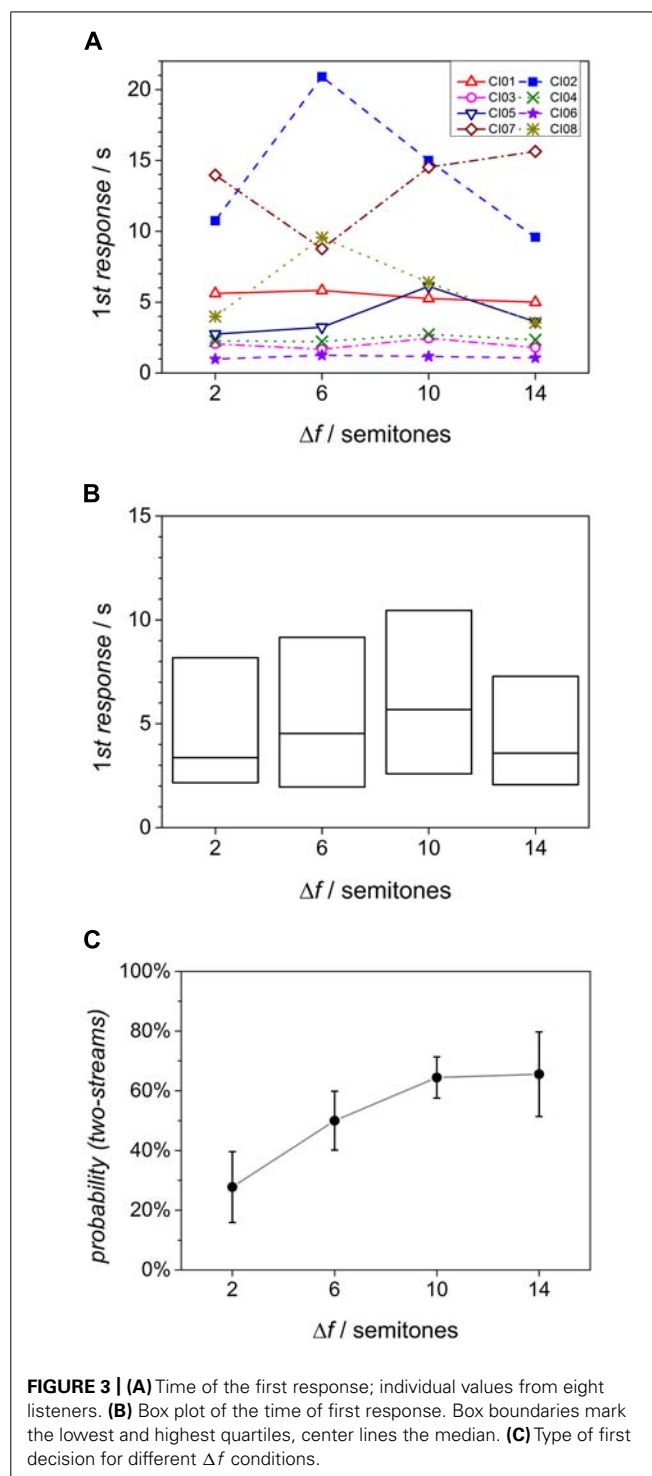 A
CI01 CI02
CI03 CI04
CI05 CI06
CI07 CI08
20
15
10
5
0
1st response / s
2 6 10 14
Δf / semitones
B
15
10
5
0
1st response / s
2 6 10 14
Δf / semitones
C
100%
80%
60%
40%
20%
0%
probability (two-streams)
2 6 10 14
Δf / semitones
FIGURE 3 | (A) Time of the first response; individual values from eight
listeners. (B) Box plot of the time of first response. Box boundaries mark
the lowest and highest quartiles, center lines the median. (C) Type of first
decision for different Δf conditions.